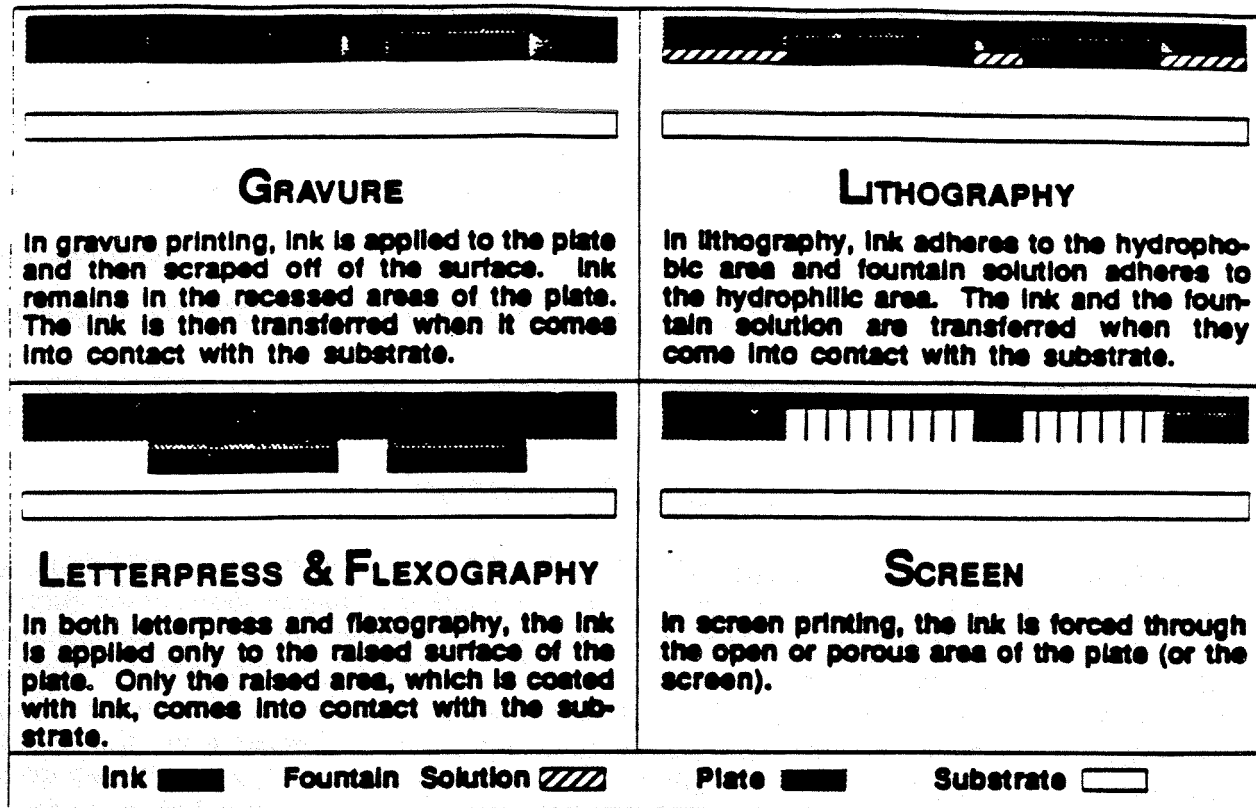 GRAVURE
In gravure printing, ink is applied to the plate
and then scraped off of the surface. Ink
remains in the recessed areas of the plate.
The ink is then transferred when it comes
into contact with the substrate.
LITHOGRAPHY
In lithography, ink adheres to the hydropho-
bic area and fountain solution adheres to
the hydrophilic area. The ink and the foun-
tain solution are transferred when they
come into contact with the substrate.
LETTERPRESS & FLEXOGRAPHY
In both letterpress and flexography, the ink
is applied only to the raised surface of the
plate. Only the raised area, which is coated
with ink, comes into contact with the sub-
strate.
SCREEN
In screen printing, the ink is forced through
the open or porous area of the plate (or the
screen).
Ink Fountain Solution Plate Substrate